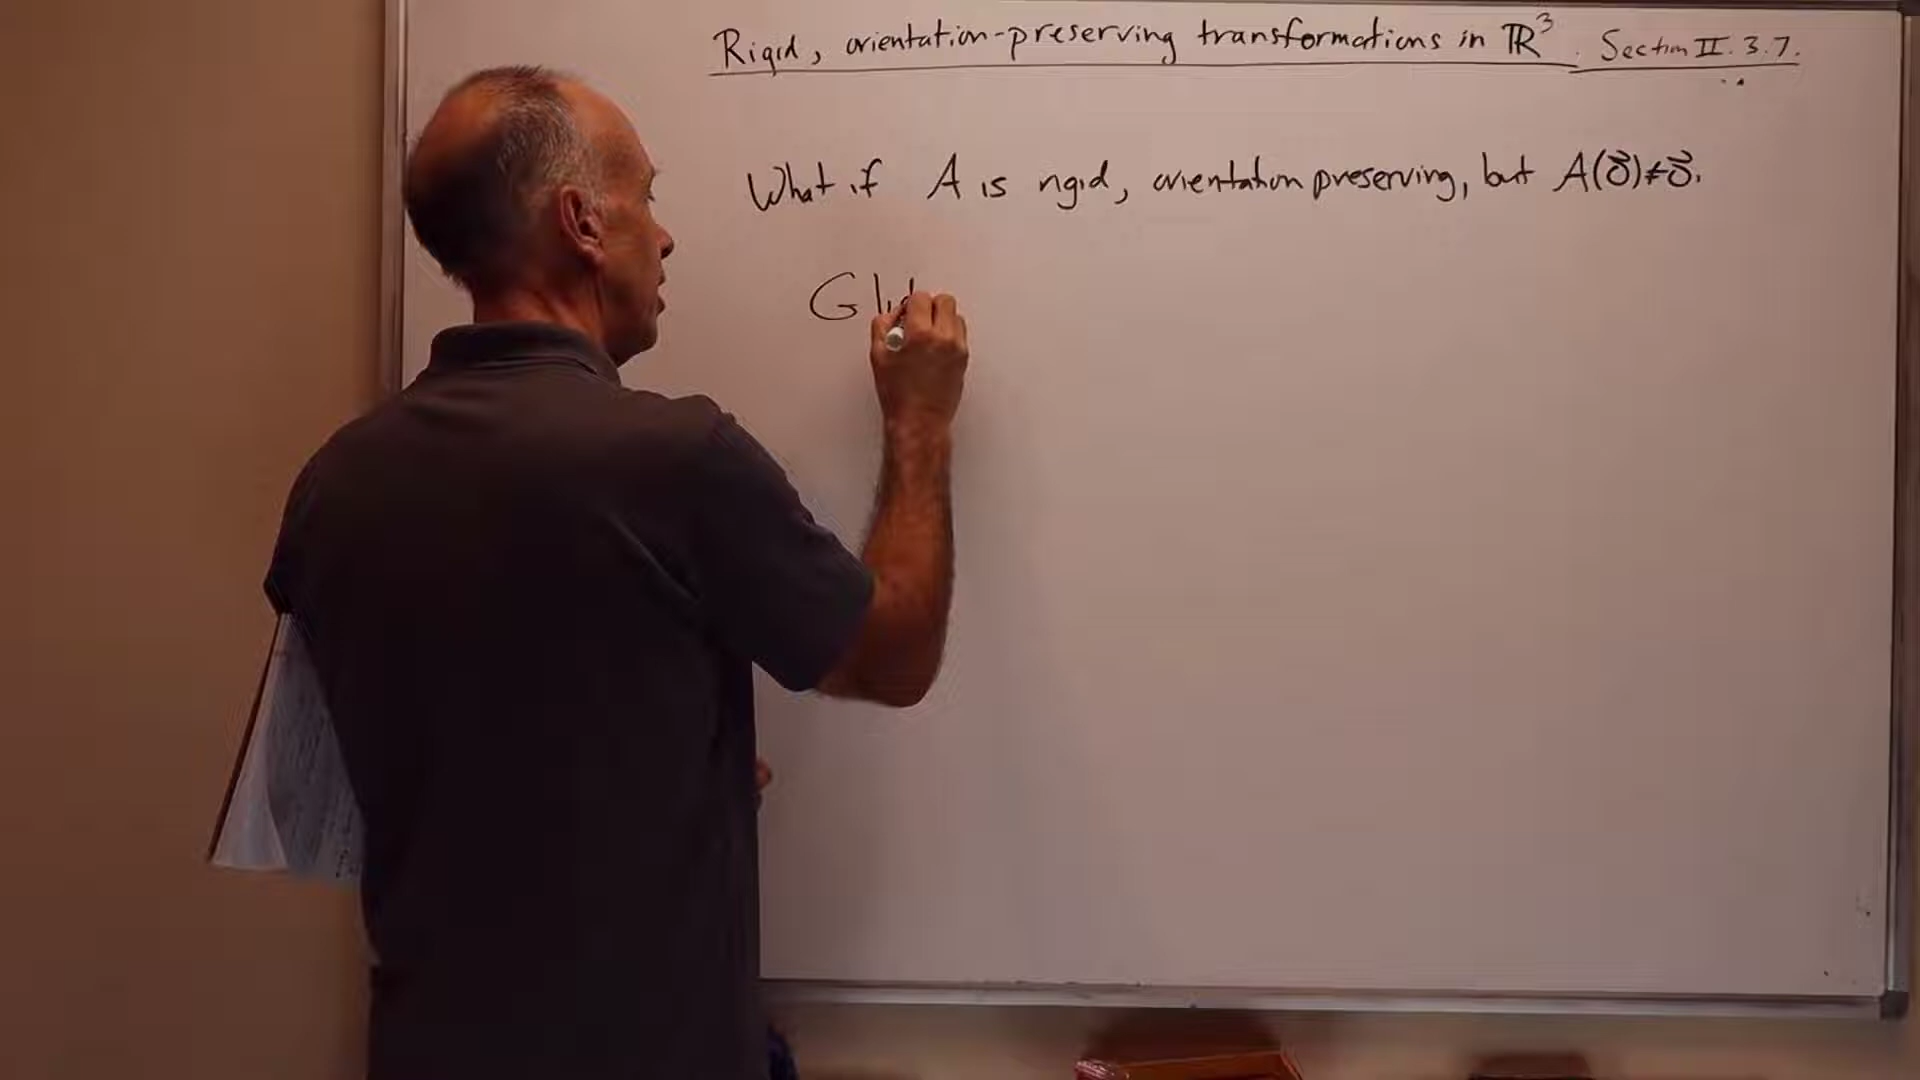 Rigid, orientation-preserving transformations in ℝ³. Section II.3.7.
What if A is rigid, orientation preserving, but A(0⃗)≠0⃗.
Glid